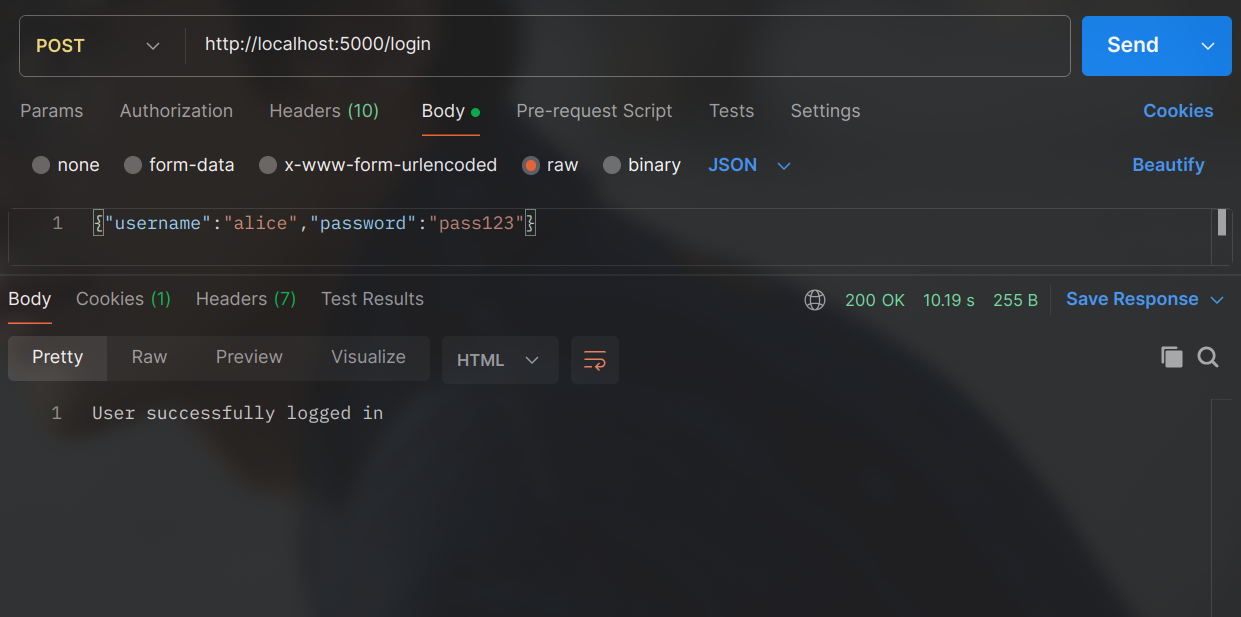 POST http://localhost:5000/login Send
Params Authorization Headers (10) Body Pre-request Script Tests Settings Cookies
none form-data x-www-form-urlencoded raw binary JSON Beautify
1 {"username":"alice","password":"pass123"}
Body Cookies (1) Headers (7) Test Results 200 OK 10.19 s 255 B Save Response
Pretty Raw Preview Visualize HTML
1 User successfully logged in